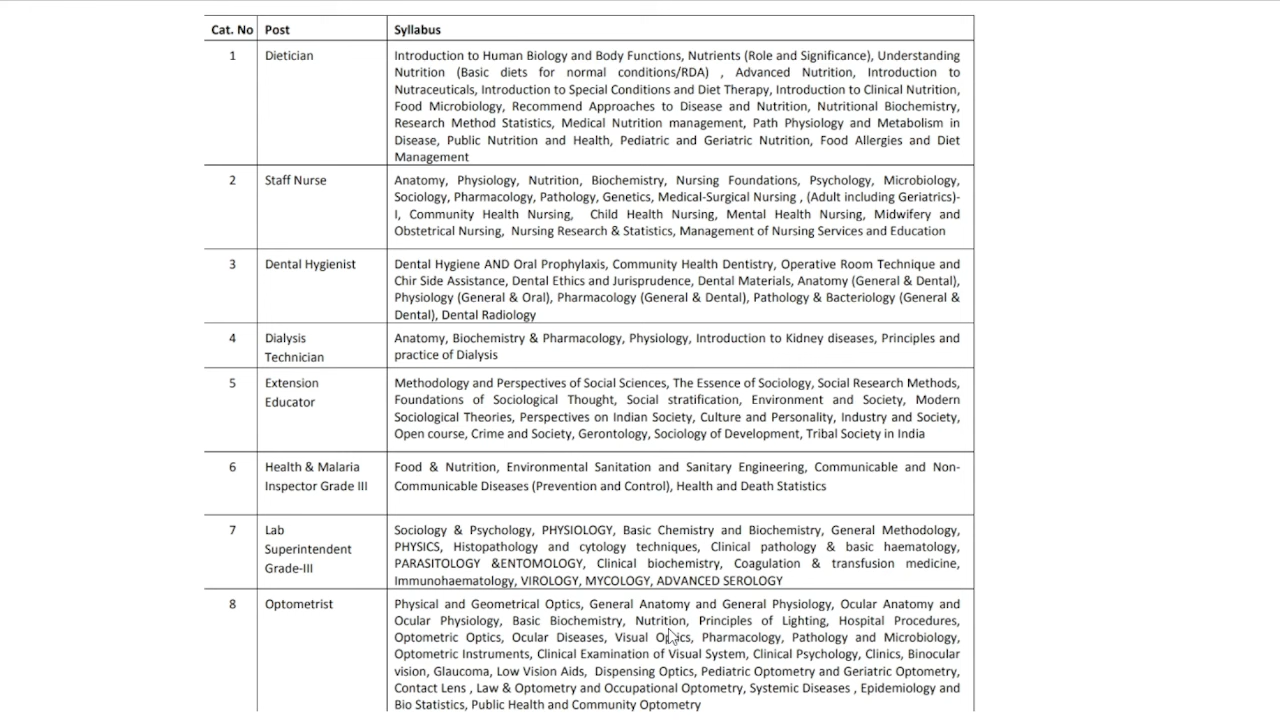 Cat. No Post Syllabus
1 Dietician Introduction to Human Biology and Body Functions, Nutrients (Role and Significance), Understanding
Nutrition (Basic diets for normal conditions/RDA) , Advanced Nutrition, Introduction to
Nutraceuticals, Introduction to Special Conditions and Diet Therapy, Introduction to Clinical Nutrition,
Food Microbiology, Recommend Approaches to Disease and Nutrition, Nutritional Biochemistry,
Research Method Statistics, Medical Nutrition management, Path Physiology and Metabolism in
Disease, Public Nutrition and Health, Pediatric and Geriatric Nutrition, Food Allergies and Diet
Management
2 Staff Nurse Anatomy, Physiology, Nutrition, Biochemistry, Nursing Foundations, Psychology, Microbiology,
Sociology, Pharmacology, Pathology, Genetics, Medical-Surgical Nursing , (Adult including Geriatrics)-
I, Community Health Nursing, Child Health Nursing, Mental Health Nursing, Midwifery and
Obstetrical Nursing, Nursing Research & Statistics, Management of Nursing Services and Education
3 Dental Hygienist Dental Hygiene AND Oral Prophylaxis, Community Health Dentistry, Operative Room Technique and
Chir Side Assistance, Dental Ethics and Jurisprudence, Dental Materials, Anatomy (General & Dental),
Physiology (General & Oral), Pharmacology (General & Dental), Pathology & Bacteriology (General &
Dental), Dental Radiology
4 Dialysis Anatomy, Biochemistry & Pharmacology, Physiology, Introduction to Kidney diseases, Principles and
Technician practice of Dialysis
5 Extension Methodology and Perspectives of Social Sciences, The Essence of Sociology, Social Research Methods,
Educator Foundations of Sociological Thought, Social stratification, Environment and Society, Modern
Sociological Theories, Perspectives on Indian Society, Culture and Personality, Industry and Society,
Open course, Crime and Society, Gerontology, Sociology of Development, Tribal Society in India
6 Health & Malaria Food & Nutrition, Environmental Sanitation and Sanitary Engineering, Communicable and Non-
Inspector Grade III Communicable Diseases (Prevention and Control), Health and Death Statistics
7 Lab Sociology & Psychology, PHYSIOLOGY, Basic Chemistry and Biochemistry, General Methodology,
Superintendent PHYSICS, Histopathology and cytology techniques, Clinical pathology & basic haematology,
Grade-III PARASITOLOGY &ENTOMOLOGY, Clinical biochemistry, Coagulation & transfusion medicine,
Immunohaematology, VIROLOGY, MYCOLOGY, ADVANCED SEROLOGY
8 Optometrist Physical and Geometrical Optics, General Anatomy and General Physiology, Ocular Anatomy and
Ocular Physiology, Basic Biochemistry, Nutrition, Principles of Lighting, Hospital Procedures,
Optometric Optics, Ocular Diseases, Visual Optics, Pharmacology, Pathology and Microbiology,
Optometric Instruments, Clinical Examination of Visual System, Clinical Psychology, Clinics, Binocular
vision, Glaucoma, Low Vision Aids, Dispensing Optics, Pediatric Optometry and Geriatric Optometry,
Contact Lens , Law & Optometry and Occupational Optometry, Systemic Diseases , Epidemiology and
Bio Statistics, Public Health and Community Optometry